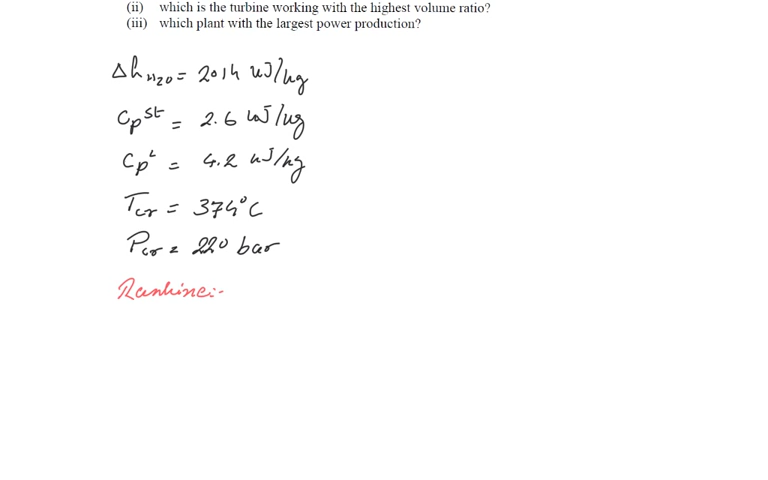 (ii) which is the turbine working with the highest volume ratio?
(iii) which plant with the largest power production?
Δh H2O = 2014 kJ/kg
Cp St = 2.6 kJ/kg
Cp L = 4.2 kJ/kg
Tcr = 374°C
Pcr = 220 bar
Rankine:-